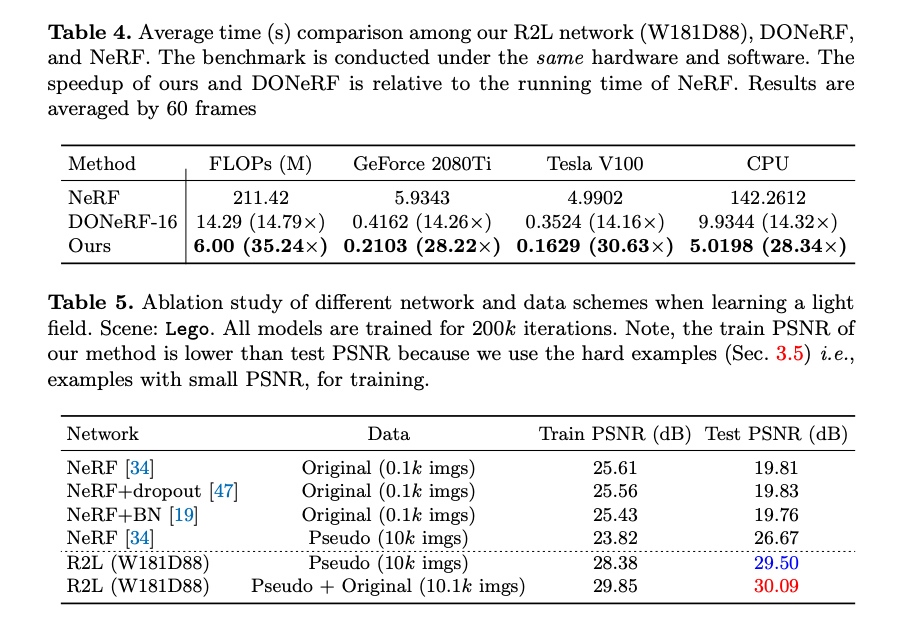 Table 4. Average time (s) comparison among our R2L network (W181D88), DONeRF,
and NeRF. The benchmark is conducted under the same hardware and software. The
speedup of ours and DONeRF is relative to the running time of NeRF. Results are
averaged by 60 frames
Method FLOPs (M) GeForce 2080Ti Tesla V100 CPU
NeRF 211.42 5.9343 4.9902 142.2612
DONeRF-16 14.29 (14.79×) 0.4162 (14.26×) 0.3524 (14.16×) 9.9344 (14.32×)
Ours 6.00 (35.24×) 0.2103 (28.22×) 0.1629 (30.63×) 5.0198 (28.34×)
Table 5. Ablation study of different network and data schemes when learning a light
field. Scene: Lego. All models are trained for 200k iterations. Note, the train PSNR of
our method is lower than test PSNR because we use the hard examples (Sec. 3.5) i.e.,
examples with small PSNR, for training.
Network Data Train PSNR (dB) Test PSNR (dB)
NeRF [34] Original (0.1k imgs) 25.61 19.81
NeRF+dropout [47] Original (0.1k imgs) 25.56 19.83
NeRF+BN [19] Original (0.1k imgs) 25.43 19.76
NeRF [34] Pseudo (10k imgs) 23.82 26.67
R2L (W181D88) Pseudo (10k imgs) 28.38 29.50
R2L (W181D88) Pseudo + Original (10.1k imgs) 29.85 30.09